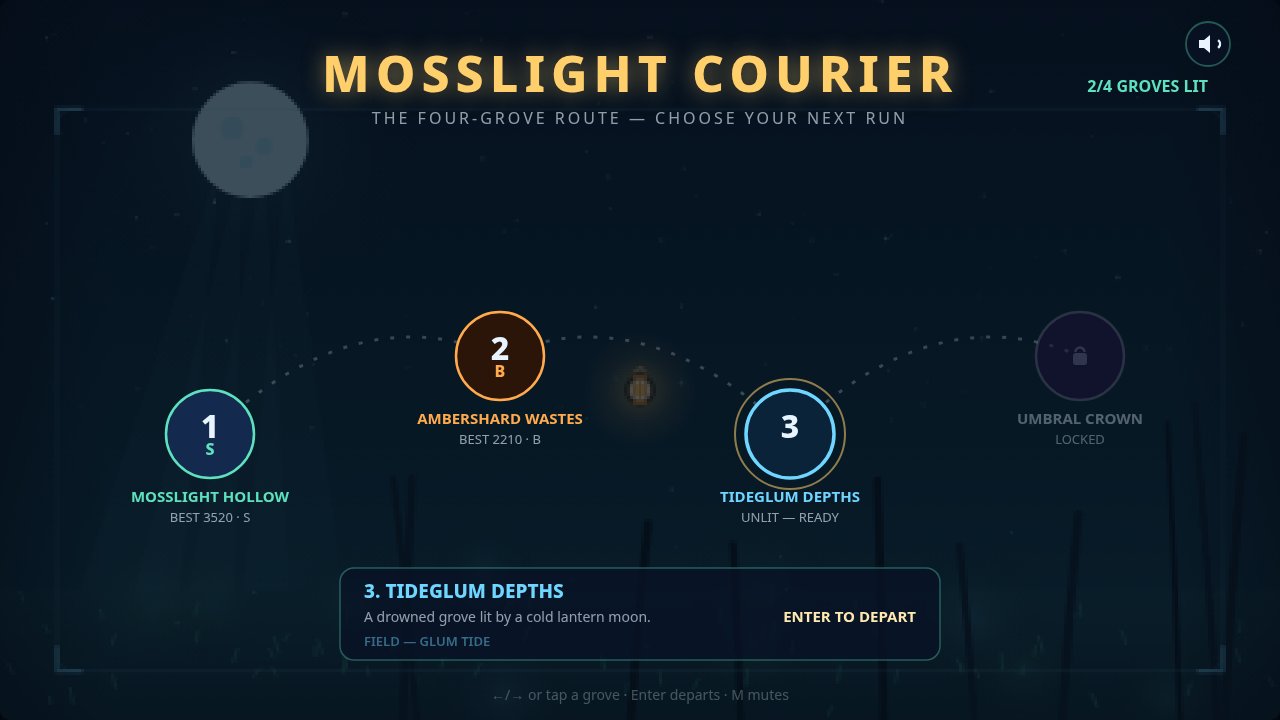 MOSSLIGHT COURIER
2/4 GROVES LIT
THE FOUR-GROVE ROUTE — CHOOSE YOUR NEXT RUN
2
B
AMBERSHARD WASTES
BEST 2210 · B
UMBRAL CROWN
LOCKED
1
S
MOSSLIGHT HOLLOW
BEST 3520 · S
3
TIDEGLUM DEPTHS
UNLIT — READY
3. TIDEGLUM DEPTHS
A drowned grove lit by a cold lantern moon.
ENTER TO DEPART
FIELD — GLUM TIDE
←/→ or tap a grove · Enter departs · M mutes